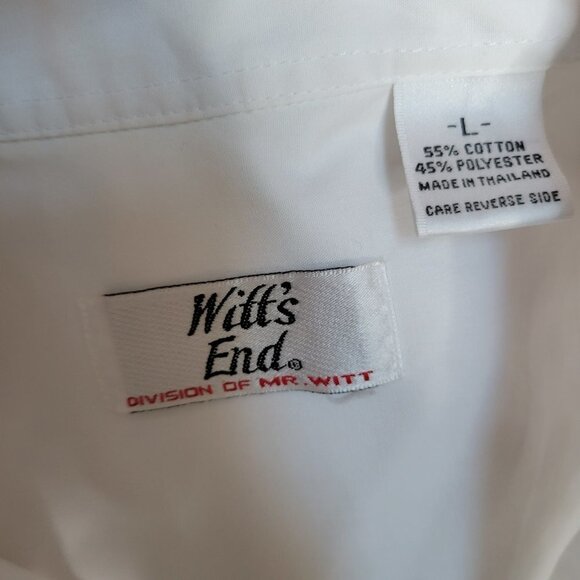 -L-
55% COTTON
45% POLYESTER
MADE IN THAILAND
CARE REVERSE SIDE
Witt's
End®
DIVISION OF MR. WITT